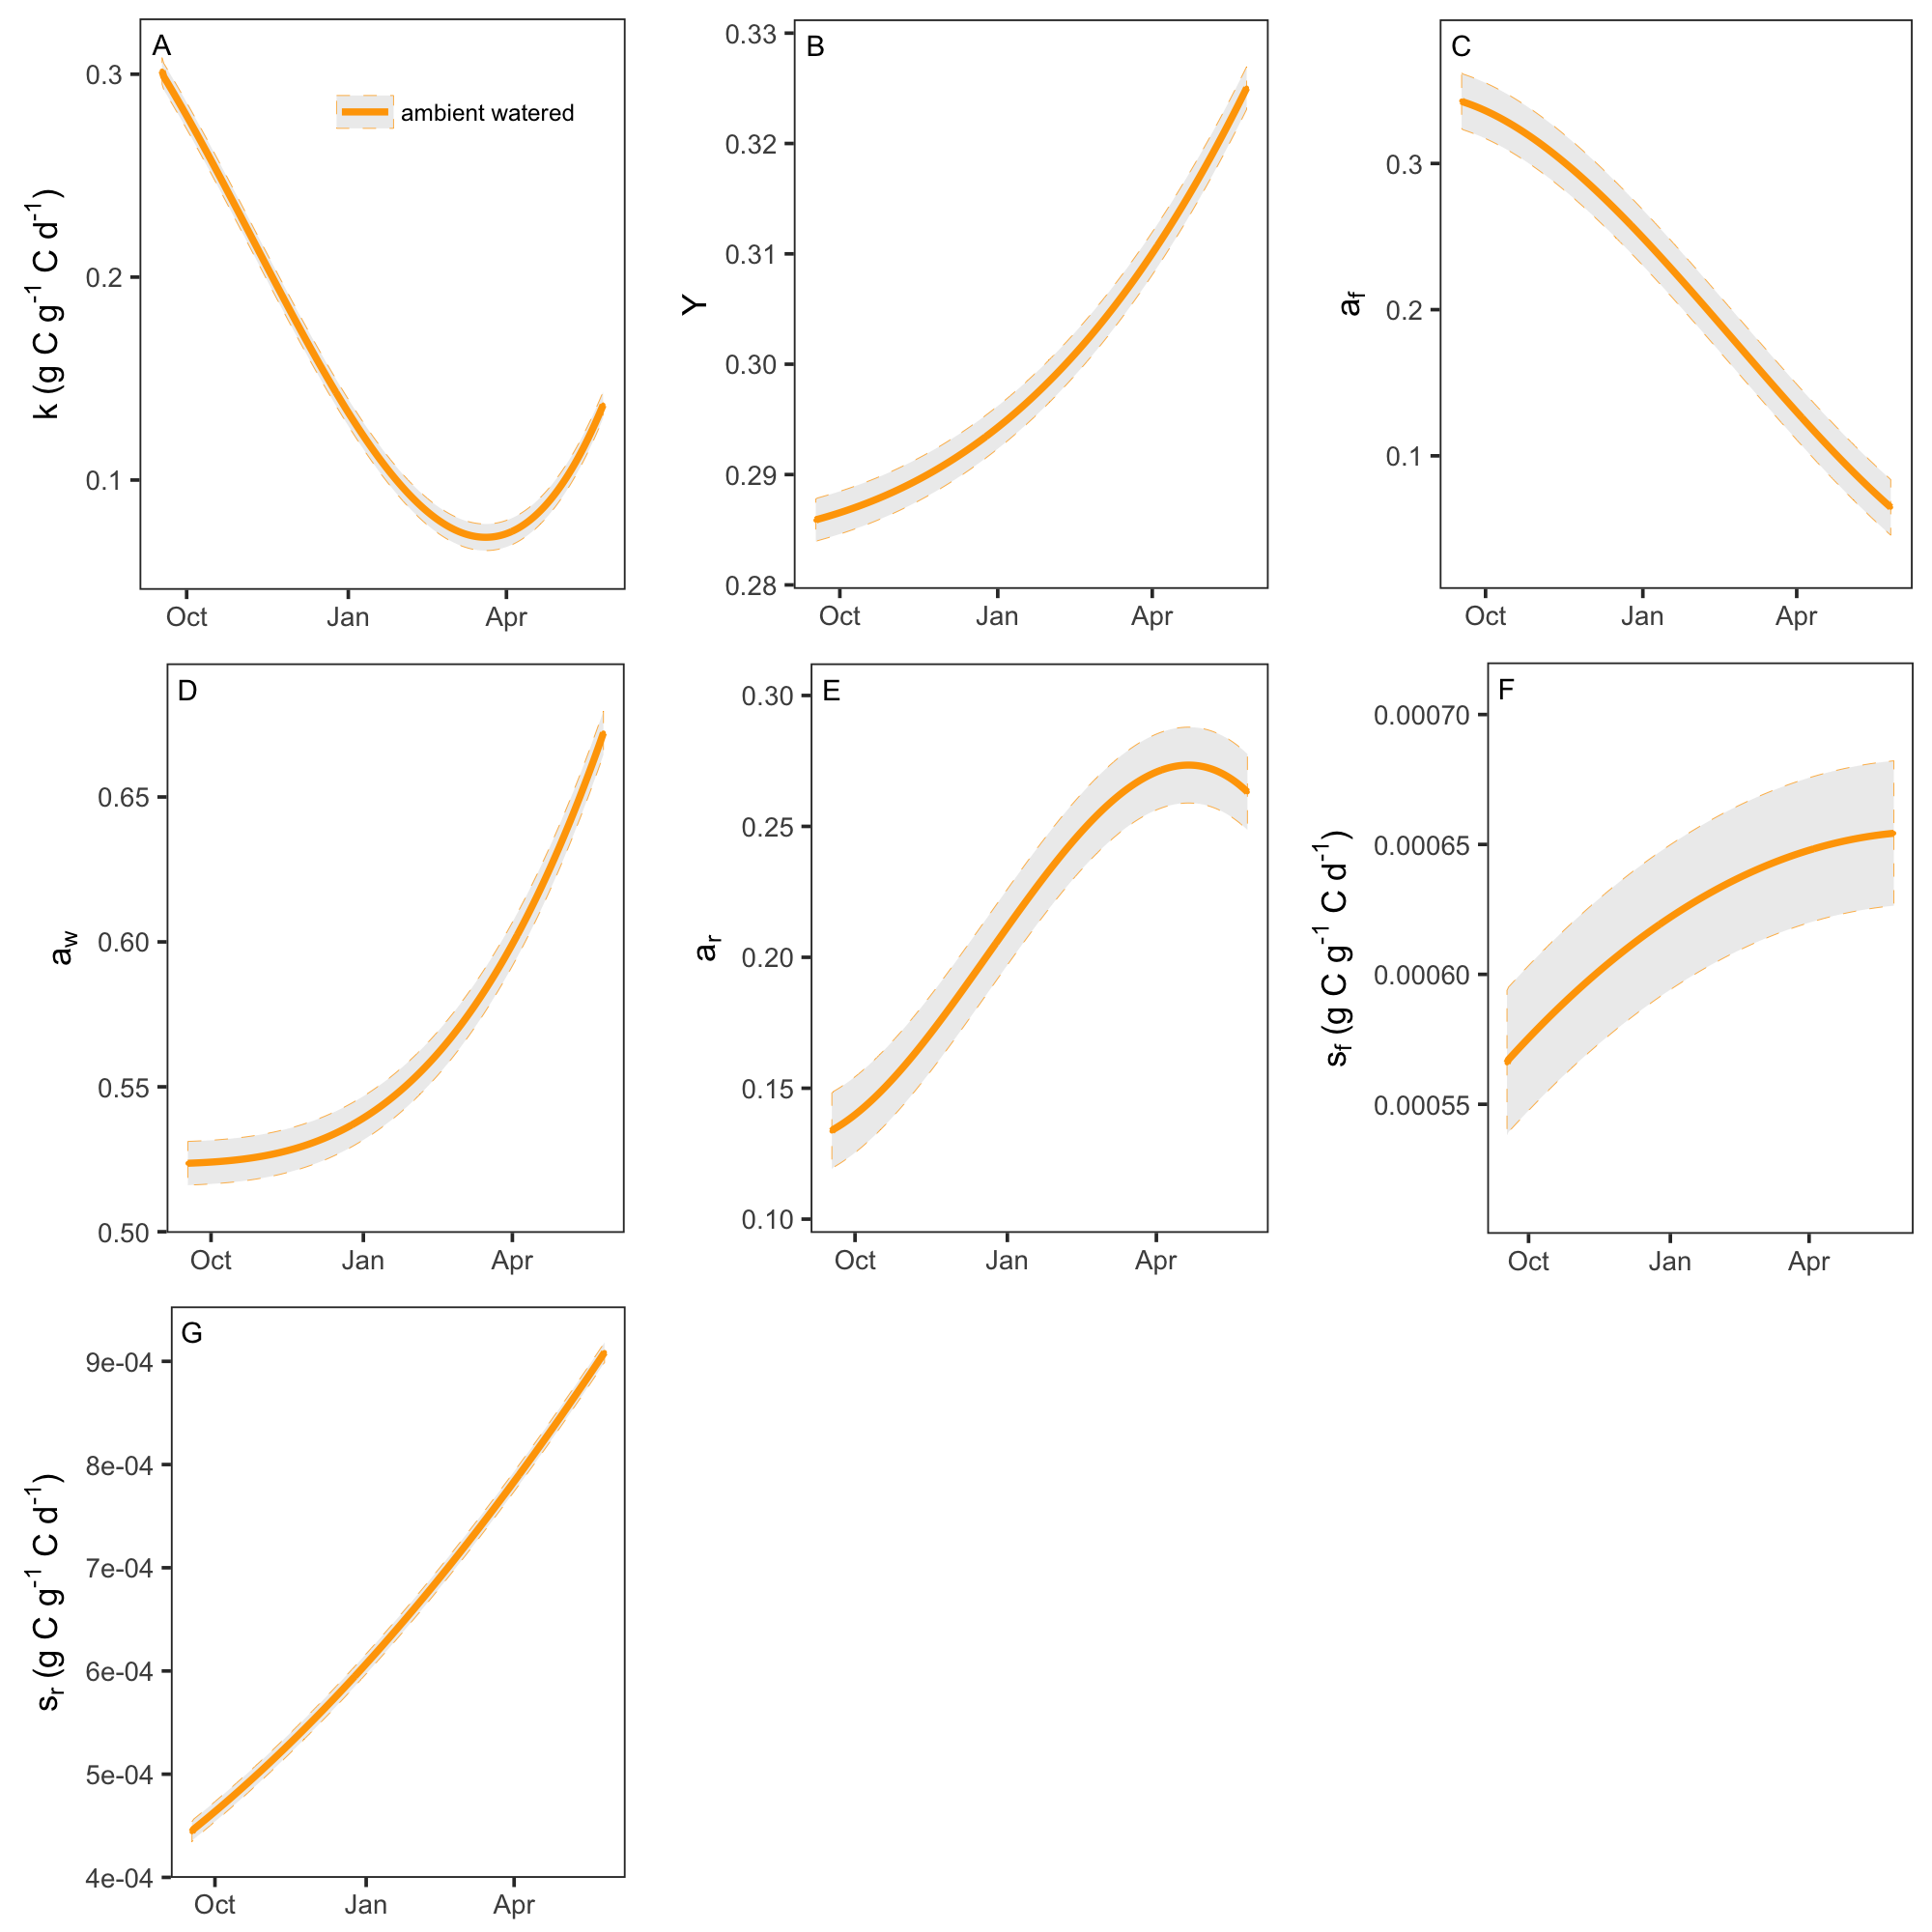 A
0.3
0.2
0.1
k (g C g⁻¹ C d⁻¹)
ambient watered
Oct Jan Apr
B
0.33
0.32
0.31
0.30
0.29
0.28
Y
Oct Jan Apr
C
0.3
0.2
0.1
af
Oct Jan Apr
D
0.65
0.60
0.55
0.50
aw
Oct Jan Apr
E
0.30
0.25
0.20
0.15
0.10
ar
Oct Jan Apr
F
0.00070
0.00065
0.00060
0.00055
sf (g C g⁻¹ C d⁻¹)
Oct Jan Apr
G
9e-04
8e-04
7e-04
6e-04
5e-04
4e-04
sr (g C g⁻¹ C d⁻¹)
Oct Jan Apr